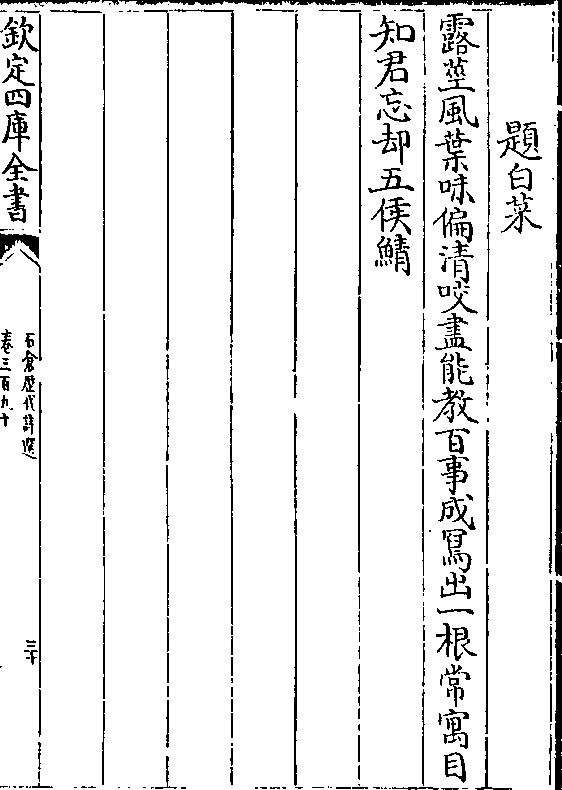 題白菜
露莖風葉味偏清咬盡能教百事成冩出一根常寓目
知君忘却五侯鯖
欽定四庫全書
石倉歴代詩選
卷三百九十
三十